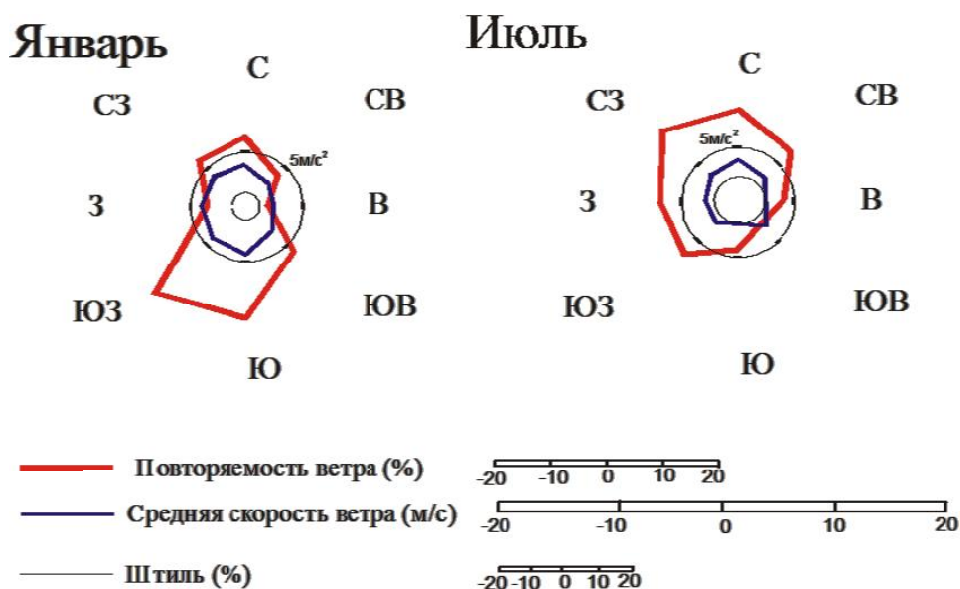 Январь
С
СЗ
СВ
5м/с²
З
В
ЮЗ
ЮВ
Ю
Июль
С
СЗ
СВ
5м/с²
З
В
ЮЗ
ЮВ
Ю
Повторяемость ветра (%)
-20 -10 0 10 20
Средняя скорость ветра (м/с)
-20 -10 0 10 20
Штиль (%)
-20 -10 0 10 20